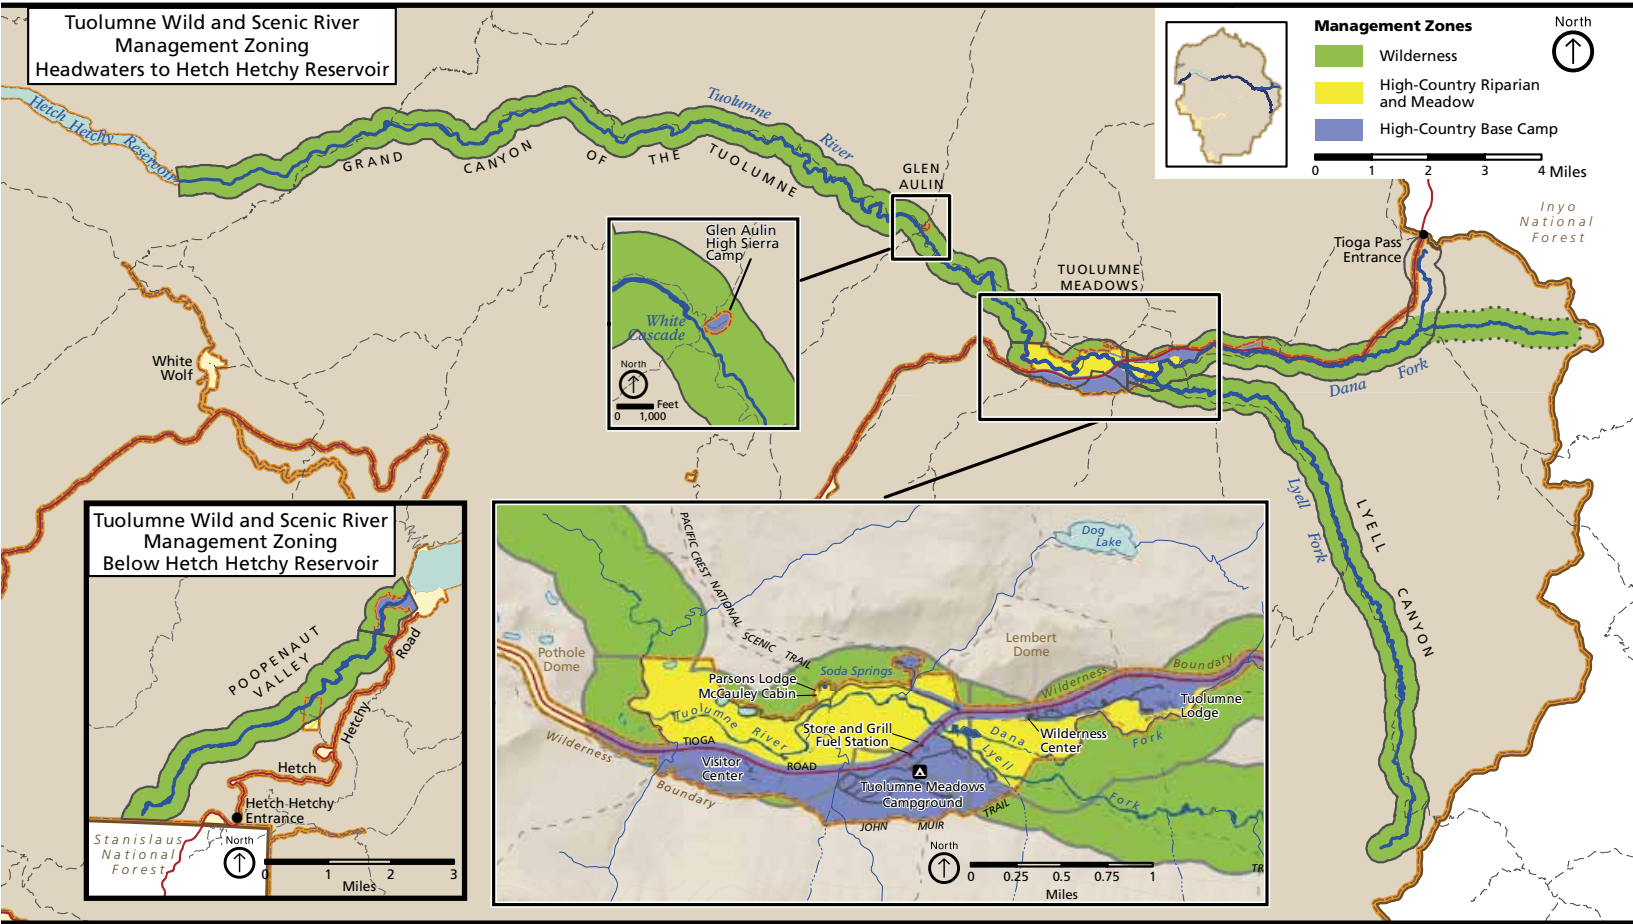 Tuolumne Wild and Scenic River
Management Zoning
Headwaters to Hetch Hetchy Reservoir
Management Zones
Wilderness
High-Country Riparian
and Meadow
High-Country Base Camp
0 1 2 3 4 Miles
North
Hetch Hetchy Reservoir
GRAND CANYON OF THE TUOLUMNE
Tuolumne River
GLEN
AULIN
Inyo
National
Forest
Tioga Pass
Entrance
TUOLUMNE
MEADOWS
Dana Fork
Lyell Fork
LYELL CANYON
White
Wolf
Glen Aulin
High Sierra
Camp
White
Cascade
North
Feet
0 1,000
Tuolumne Wild and Scenic River
Management Zoning
Below Hetch Hetchy Reservoir
POOPENAUT
VALLEY
Hetch Hetchy Road
Hetch Hetchy
Entrance
Stanislaus
National
Forest
North
0 1 2 3
Miles
PACIFIC CREST NATIONAL SCENIC TRAIL
Dog
Lake
Pothole
Dome
Lembert
Dome
Soda Springs
Parsons Lodge
McCauley Cabin
Wilderness Boundary
Tuolumne
Lodge
Tuolumne River
Store and Grill
Fuel Station
Dana Fork
Wilderness
Center
Lyell Fork
TIOGA ROAD
Visitor
Center
Wilderness Boundary
Tuolumne Meadows
Campground
JOHN MUIR TRAIL
TR
North
0 0.25 0.5 0.75 1
Miles